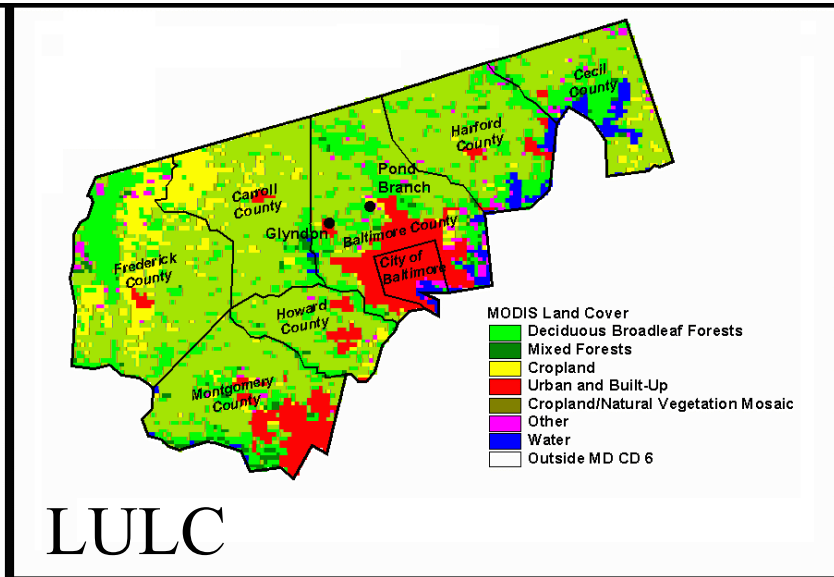 Cecil
County
Harford
County
Pond
Branch
Carroll
County
Glyndon
Baltimore County
City of
Baltimore
Frederick
County
Howard
County
Montgomery
County
MODIS Land Cover
Deciduous Broadleaf Forests
Mixed Forests
Cropland
Urban and Built-Up
Cropland/Natural Vegetation Mosaic
Other
Water
Outside MD CD 6
LULC